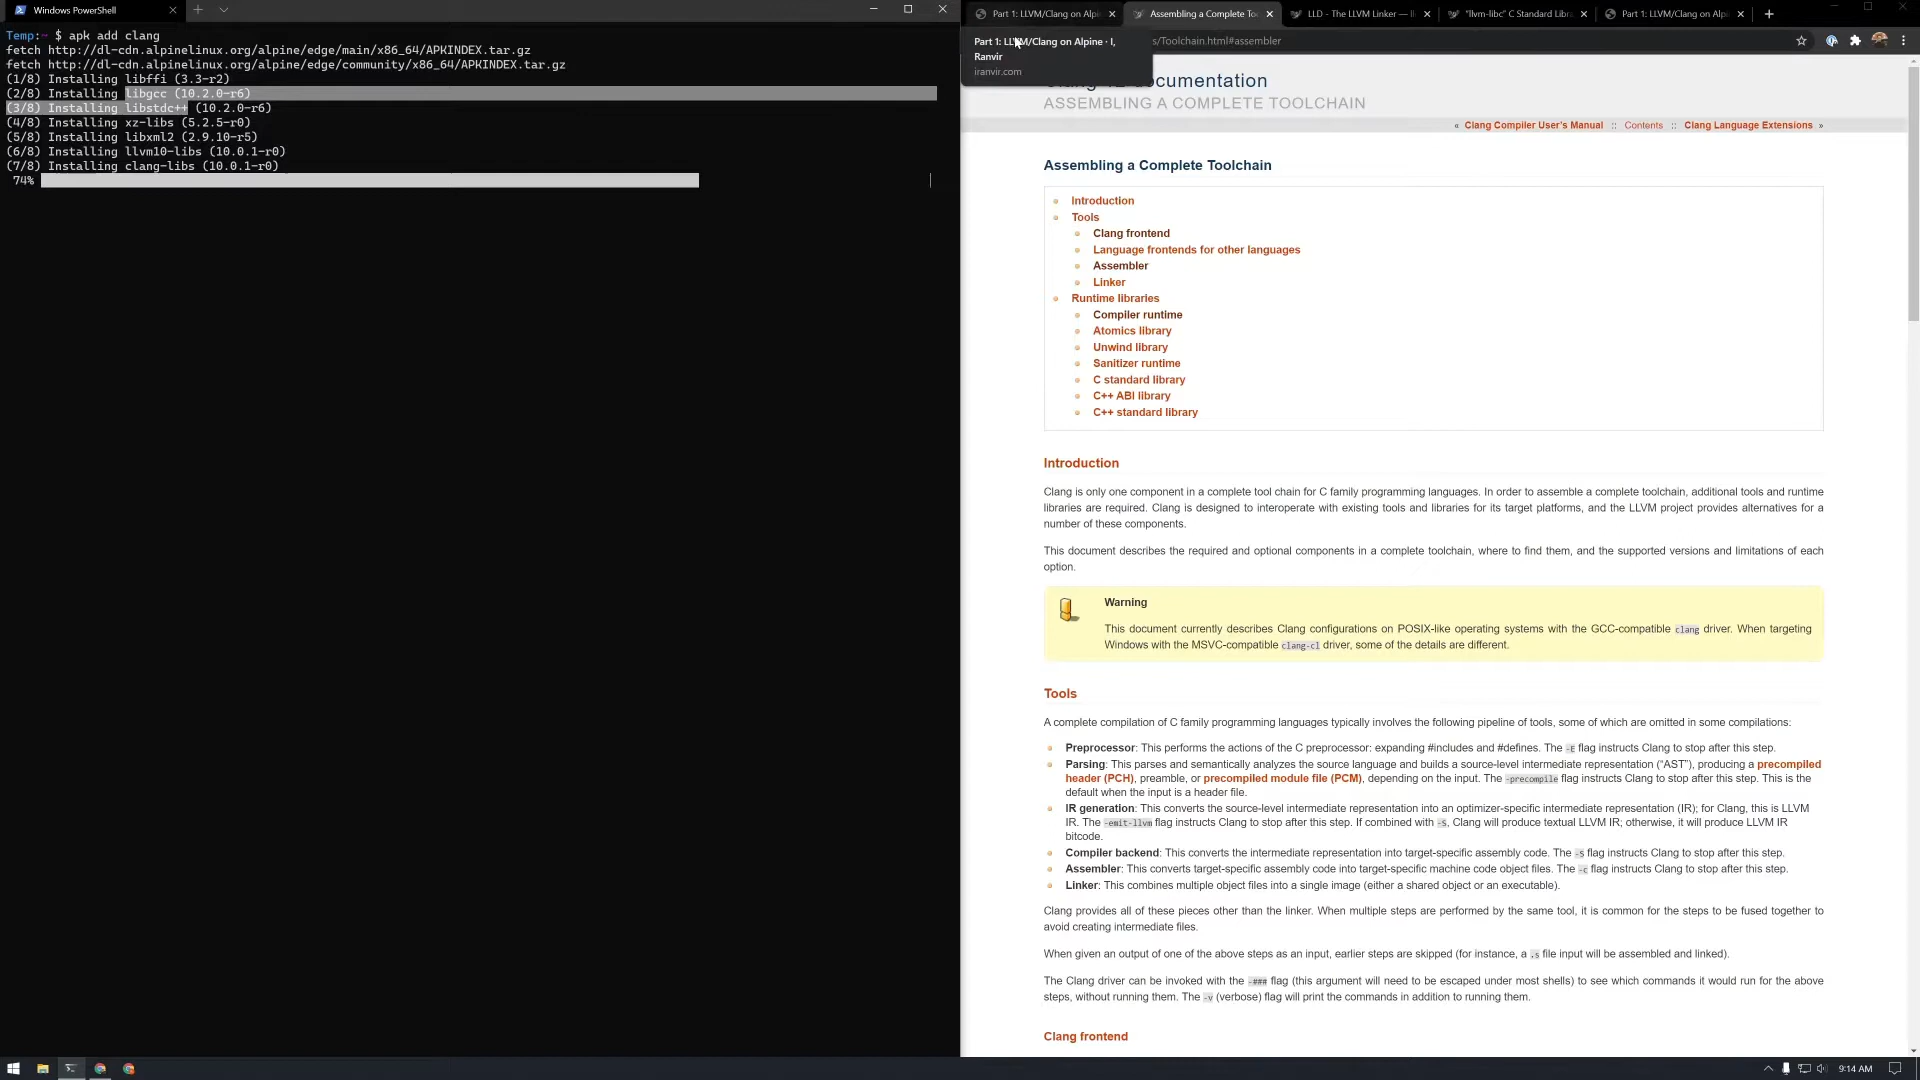 Windows PowerShell
Temp:~ $ apk add clang
fetch http://dl-cdn.alpinelinux.org/alpine/edge/main/x86_64/APKINDEX.tar.gz
fetch http://dl-cdn.alpinelinux.org/alpine/edge/community/x86_64/APKINDEX.tar.gz
(1/8) Installing libffi (3.3-r2)
(2/8) Installing libgcc (10.2.0-r6)
(3/8) Installing libstdc++ (10.2.0-r6)
(4/8) Installing xz-libs (5.2.5-r0)
(5/8) Installing libxml2 (2.9.10-r5)
(6/8) Installing llvm10-libs (10.0.1-r0)
(7/8) Installing clang-libs (10.0.1-r0)
74%
Part 1: LLVM/Clang on Alpine
Assembling a Complete To
LLD - The LLVM Linker —
"llvm-libc" C Standard Libr
Part 1: LLVM/Clang on Alpi
Part 1: LLVM/Clang on Alpine · I,
Ranvir
iranvir.com
s/Toolchain.html#assembler
documentation
ASSEMBLING A COMPLETE TOOLCHAIN
« Clang Compiler User's Manual :: Contents :: Clang Language Extensions »
Assembling a Complete Toolchain
Introduction
Tools
Clang frontend
Language frontends for other languages
Assembler
Linker
Runtime libraries
Compiler runtime
Atomics library
Unwind library
Sanitizer runtime
C standard library
C++ ABI library
C++ standard library
Introduction
Clang is only one component in a complete tool chain for C family programming languages. In order to assemble a complete toolchain, additional tools and runtime
libraries are required. Clang is designed to interoperate with existing tools and libraries for its target platforms, and the LLVM project provides alternatives for a
number of these components.
This document describes the required and optional components in a complete toolchain, where to find them, and the supported versions and limitations of each
option.
Warning
This document currently describes Clang configurations on POSIX-like operating systems with the GCC-compatible clang driver. When targeting
Windows with the MSVC-compatible clang-cl driver, some of the details are different.
Tools
A complete compilation of C family programming languages typically involves the following pipeline of tools, some of which are omitted in some compilations:
Preprocessor: This performs the actions of the C preprocessor: expanding #includes and #defines. The -E flag instructs Clang to stop after this step.
Parsing: This parses and semantically analyzes the source language and builds a source-level intermediate representation ("AST"), producing a precompiled
header (PCH), preamble, or precompiled module file (PCM), depending on the input. The -precompile flag instructs Clang to stop after this step. This is the
default when the input is a header file.
IR generation: This converts the source-level intermediate representation into an optimizer-specific intermediate representation (IR); for Clang, this is LLVM
IR. The -emit-llvm flag instructs Clang to stop after this step. If combined with -S, Clang will produce textual LLVM IR; otherwise, it will produce LLVM IR
bitcode.
Compiler backend: This converts the intermediate representation into target-specific assembly code. The -S flag instructs Clang to stop after this step.
Assembler: This converts target-specific assembly code into target-specific machine code object files. The -c flag instructs Clang to stop after this step.
Linker: This combines multiple object files into a single image (either a shared object or an executable).
Clang provides all of these pieces other than the linker. When multiple steps are performed by the same tool, it is common for the steps to be fused together to
avoid creating intermediate files.
When given an output of one of the above steps as an input, earlier steps are skipped (for instance, a .s file input will be assembled and linked).
The Clang driver can be invoked with the -### flag (this argument will need to be escaped under most shells) to see which commands it would run for the above
steps, without running them. The -v (verbose) flag will print the commands in addition to running them.
Clang frontend
9:14 AM